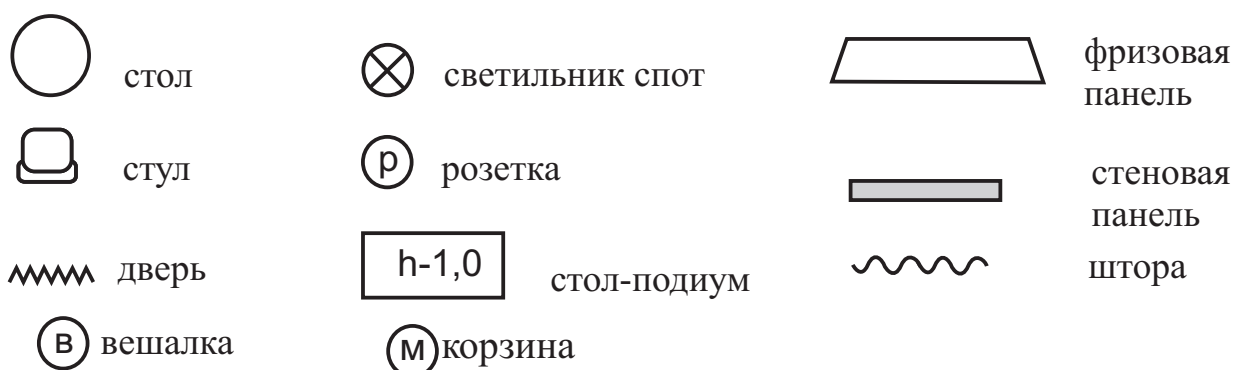 стол
светильник спот
фризовая
панель
стул
р розетка
стеновая
панель
дверь
h-1,0
стол-подиум
штора
в вешалка
м корзина